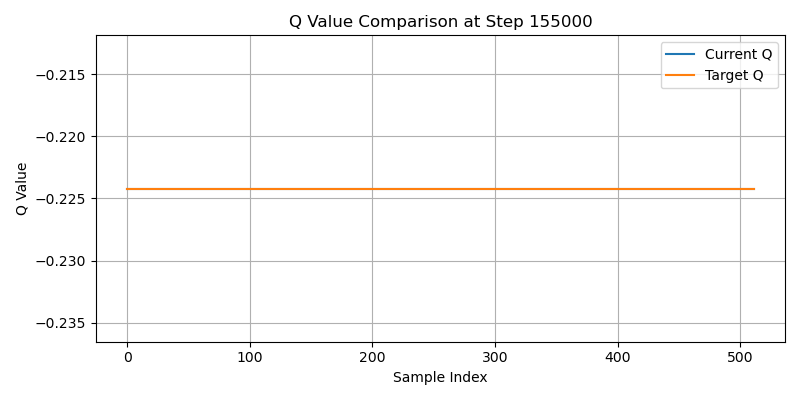 Q Value Comparison at Step 155000
Current Q
Target Q
−0.215
−0.220
−0.225
−0.230
−0.235
Q Value
0
100
200
300
400
500
Sample Index